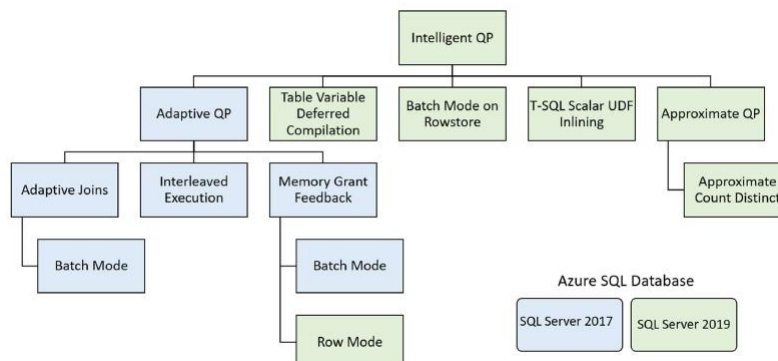 Intelligent QP
Adaptive QP
Table Variable
Deferred
Compilation
Batch Mode on
Rowstore
T-SQL Scalar UDF
Inlining
Approximate QP
Adaptive Joins
Interleaved
Execution
Memory Grant
Feedback
Approximate
Count Distinct
Batch Mode
Batch Mode
Row Mode
Azure SQL Database
SQL Server 2017
SQL Server 2019